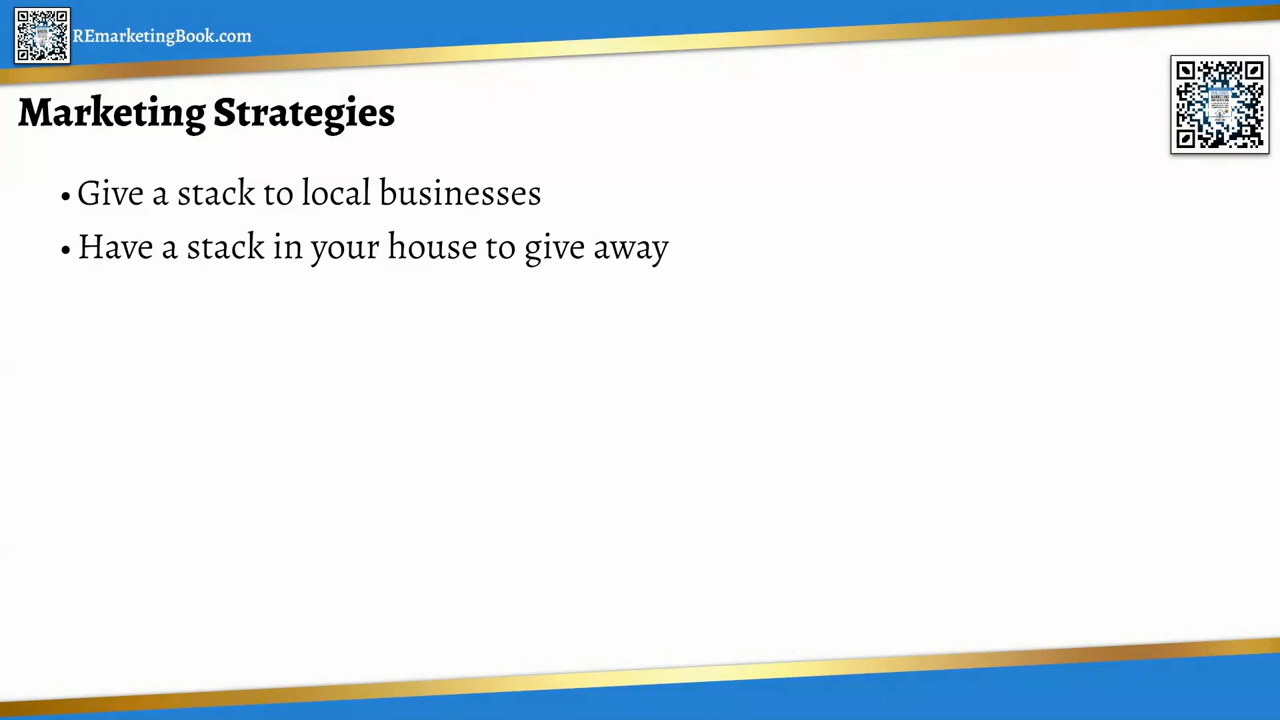 REmarketingBook.com
Marketing Strategies
• Give a stack to local businesses
• Have a stack in your house to give away